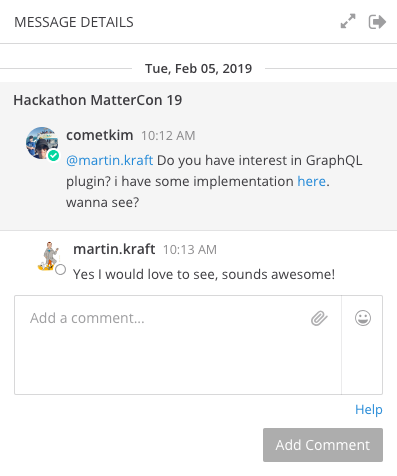 MESSAGE DETAILS
Tue, Feb 05, 2019
Hackathon MatterCon 19
cometkim 10:12 AM
@martin.kraft Do you have interest in GraphQL
plugin? i have some implementation here.
wanna see?
martin.kraft 10:13 AM
Yes I would love to see, sounds awesome!
Add a comment...
Help
Add Comment